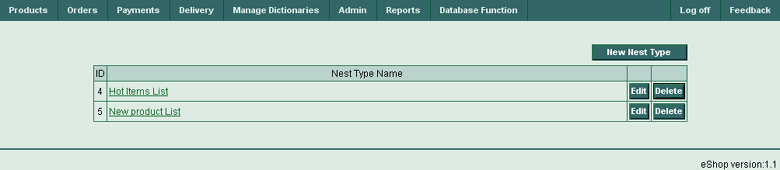 Products Orders Payments Delivery Manage Dictionaries Admin Reports Database Function Log off Feedback
New Nest Type
ID Nest Type Name
4 Hot Items List Edit Delete
5 New product List Edit Delete
eShop version:1.1